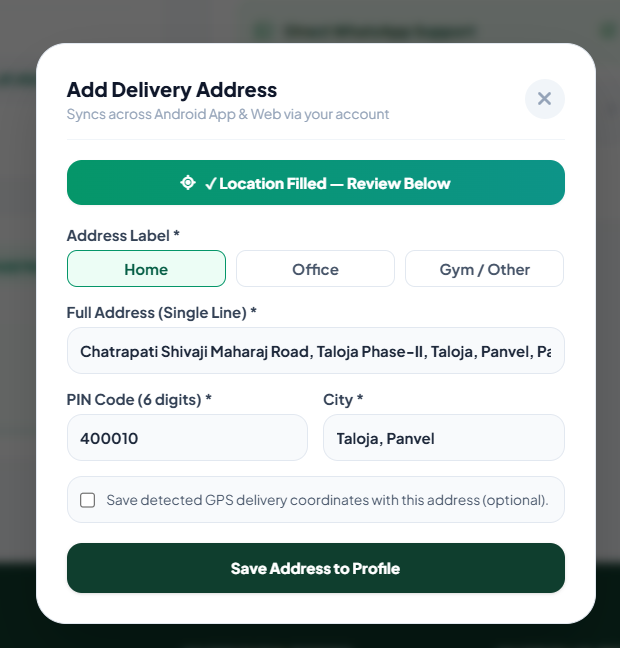 Add Delivery Address
Syncs across Android App & Web via your account
✓ Location Filled — Review Below
Address Label *
Home
Office
Gym / Other
Full Address (Single Line) *
Chatrapati Shivaji Maharaj Road, Taloja Phase-II, Taloja, Panvel, Pa
PIN Code (6 digits) *
City *
400010
Taloja, Panvel
Save detected GPS delivery coordinates with this address (optional).
Save Address to Profile